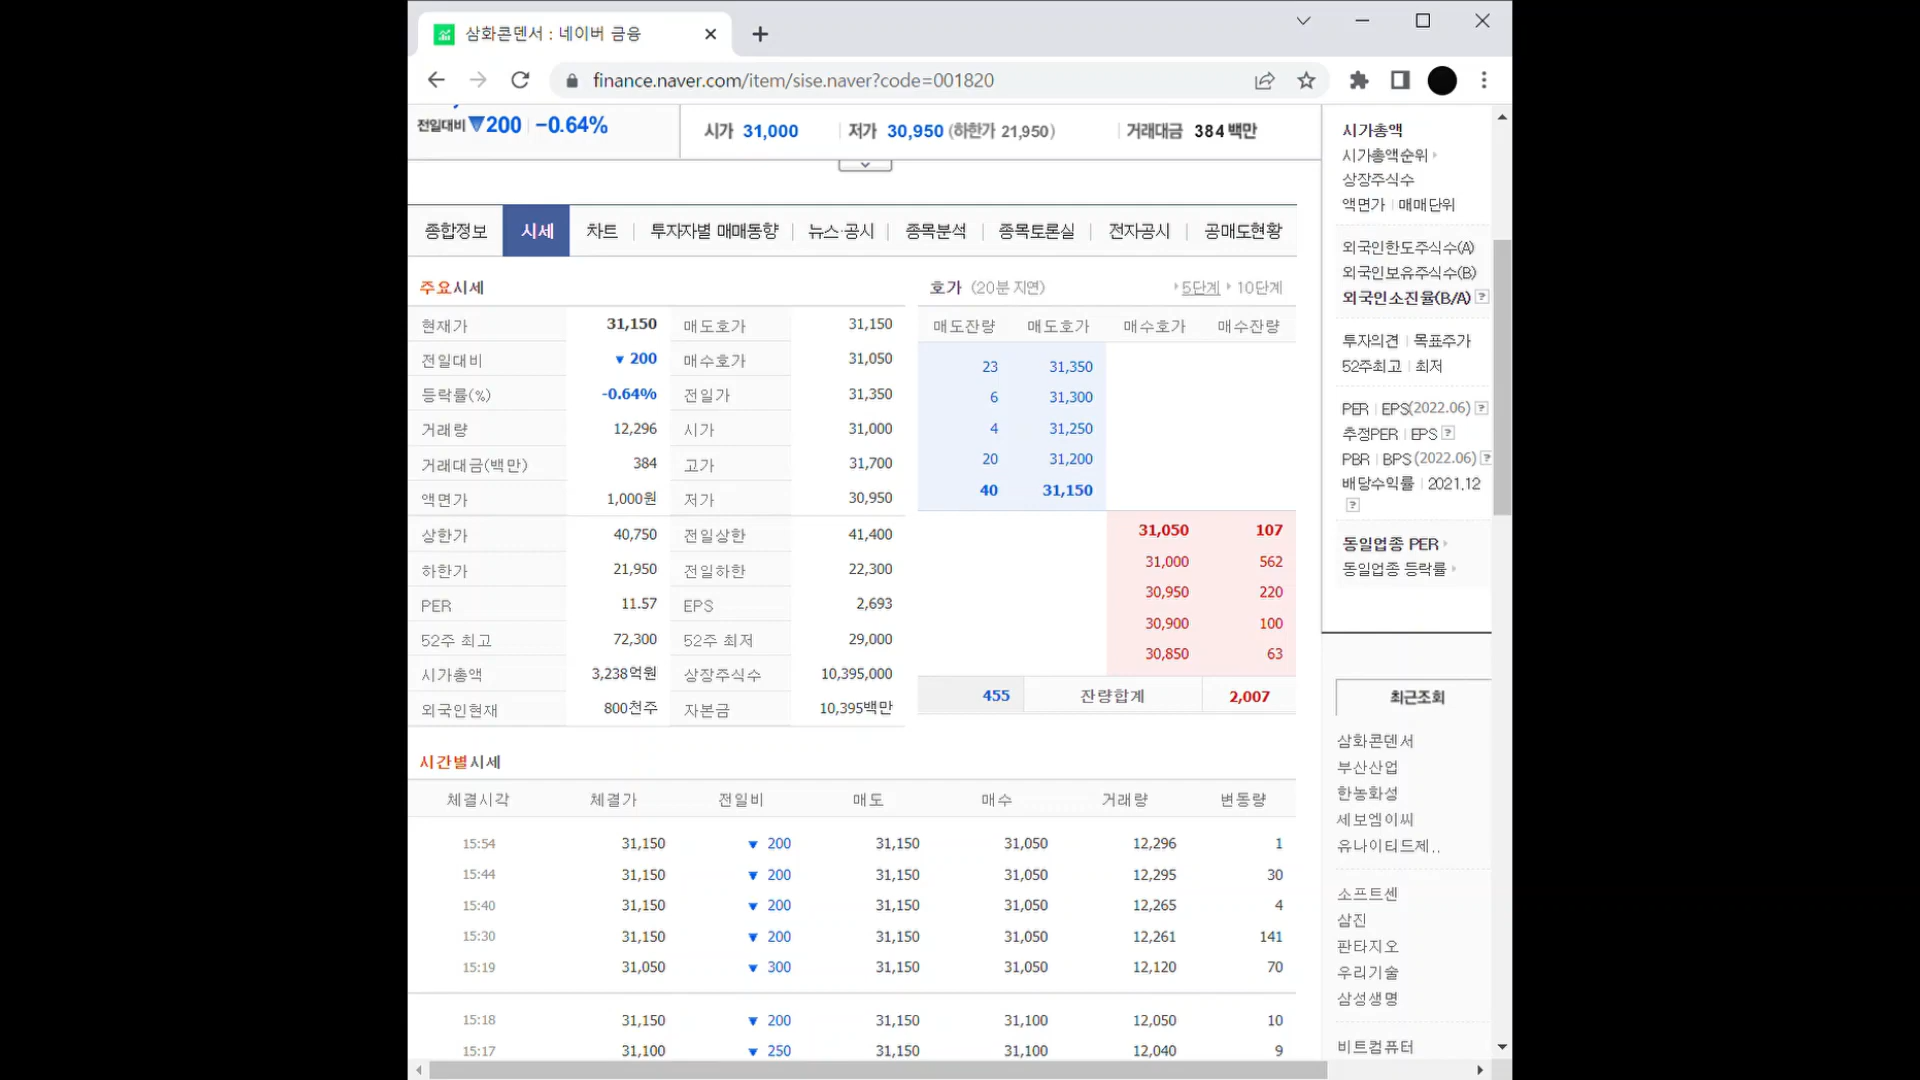 삼화콘덴서 : 네이버 금융
finance.naver.com/item/sise.naver?code=001820
전일대비 ▼200 −0.64%
시가 31,000 저가 30,950 (하한가 21,950) 거래대금 384 백만
종합정보 시세 차트 투자자별 매매동향 뉴스·공시 종목분석 종목토론실 전자공시 공매도현황
주요시세
현재가 31,150 매도호가 31,150
전일대비 ▼ 200 매수호가 31,050
등락률(%) -0.64% 전일가 31,350
거래량 12,296 시가 31,000
거래대금(백만) 384 고가 31,700
액면가 1,000원 저가 30,950
상한가 40,750 전일상한 41,400
하한가 21,950 전일하한 22,300
PER 11.57 EPS 2,693
52주 최고 72,300 52주 최저 29,000
시가총액 3,238억원 상장주식수 10,395,000
외국인현재 800천주 자본금 10,395백만
호가 (20분 지연) 5단계 10단계
매도잔량 매도호가 매수호가 매수잔량
23 31,350
6 31,300
4 31,250
20 31,200
40 31,150
31,050 107
31,000 562
30,950 220
30,900 100
30,850 63
455 잔량합계 2,007
시간별시세
체결시각 체결가 전일비 매도 매수 거래량 변동량
15:54 31,150 ▼ 200 31,150 31,050 12,296 1
15:44 31,150 ▼ 200 31,150 31,050 12,295 30
15:40 31,150 ▼ 200 31,150 31,050 12,265 4
15:30 31,150 ▼ 200 31,150 31,050 12,261 141
15:19 31,050 ▼ 300 31,150 31,050 12,120 70
15:18 31,150 ▼ 200 31,150 31,100 12,050 10
15:17 31,100 ▼ 250 31,150 31,100 12,040 9
시가총액
시가총액순위
상장주식수
액면가 매매단위
외국인한도주식수(A)
외국인보유주식수(B)
외국인소진율(B/A) ?
투자의견 목표주가
52주최고 최저
PER EPS(2022.06) ?
추정PER EPS ?
PBR BPS (2022.06) ?
배당수익률 2021.12
?
동일업종 PER
동일업종 등락률
최근조회
삼화콘덴서
부산산업
한농화성
세보엠이씨
유나이티드제..
소프트센
삼진
판타지오
우리기술
삼성생명
비트컴퓨터